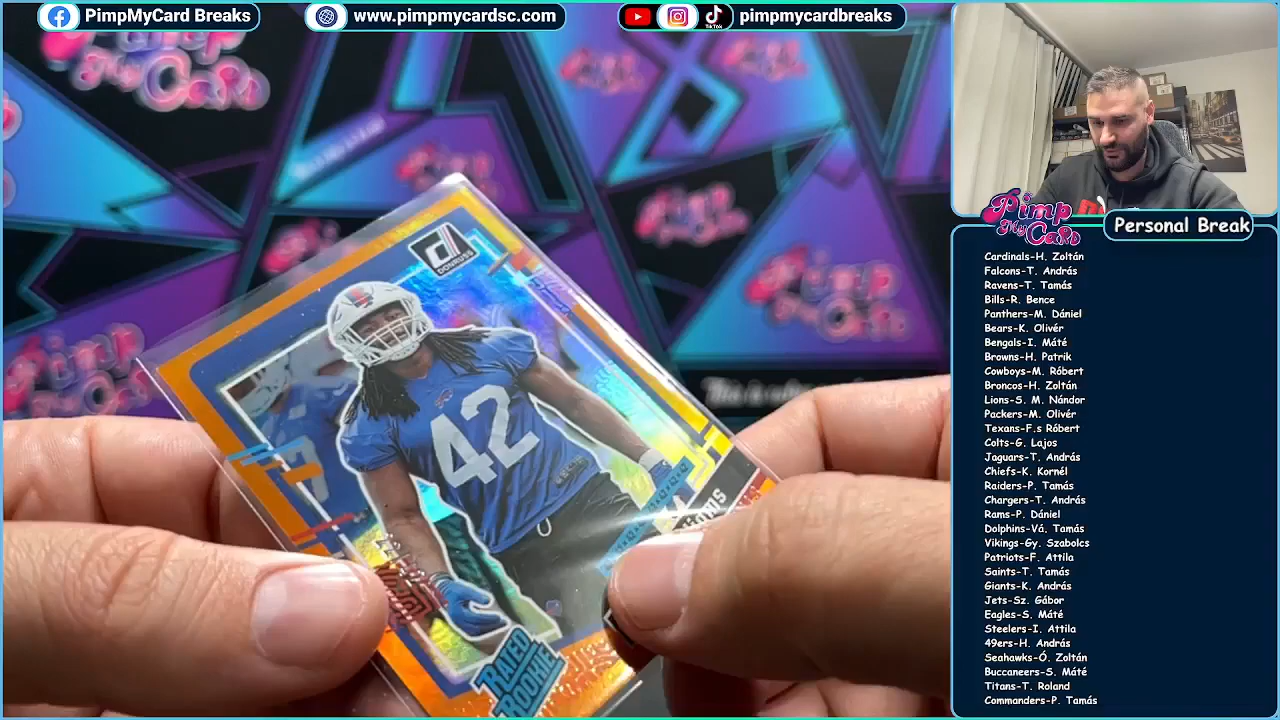 PimpMyCard Breaks
www.pimpmycardsc.com
TikTok
pimpmycardbreaks
Pimp
My
Card
Personal Break
Cardinals-H. Zoltán
Falcons-T. András
Ravens-T. Tamás
Bills-R. Bence
Panthers-M. Dániel
Bears-K. Olivér
Bengals-I. Máté
Browns-H. Patrik
Cowboys-M. Róbert
Broncos-H. Zoltán
Lions-S. M. Nándor
Packers-M. Olivér
Texans-F.s Róbert
Colts-G. Lajos
Jaguars-T. András
Chiefs-K. Kornél
Raiders-P. Tamás
Chargers-T. András
Rams-P. Dániel
Dolphins-Vá. Tamás
Vikings-Gy. Szabolcs
Patriots-F. Attila
Saints-T. Tamás
Giants-K. András
Jets-Sz. Gábor
Eagles-S. Máté
Steelers-I. Attila
49ers-H. András
Seahawks-Ó. Zoltán
Buccaneers-S. Máté
Titans-T. Roland
Commanders-P. Tamás
DONRUSS
42
RATED
ROOKIE